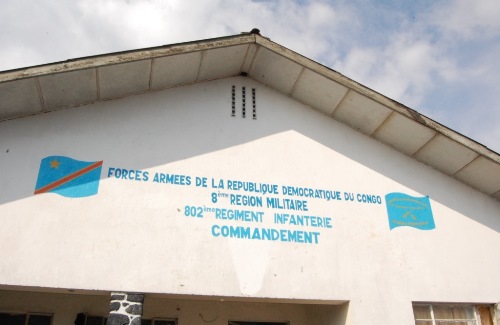 FORCES ARMEES DE LA REPUBLIQUE DEMOCRATIQUE DU CONGO
8ème REGION MILITAIRE
802ème REGIMENT INFANTERIE
COMMANDEMENT